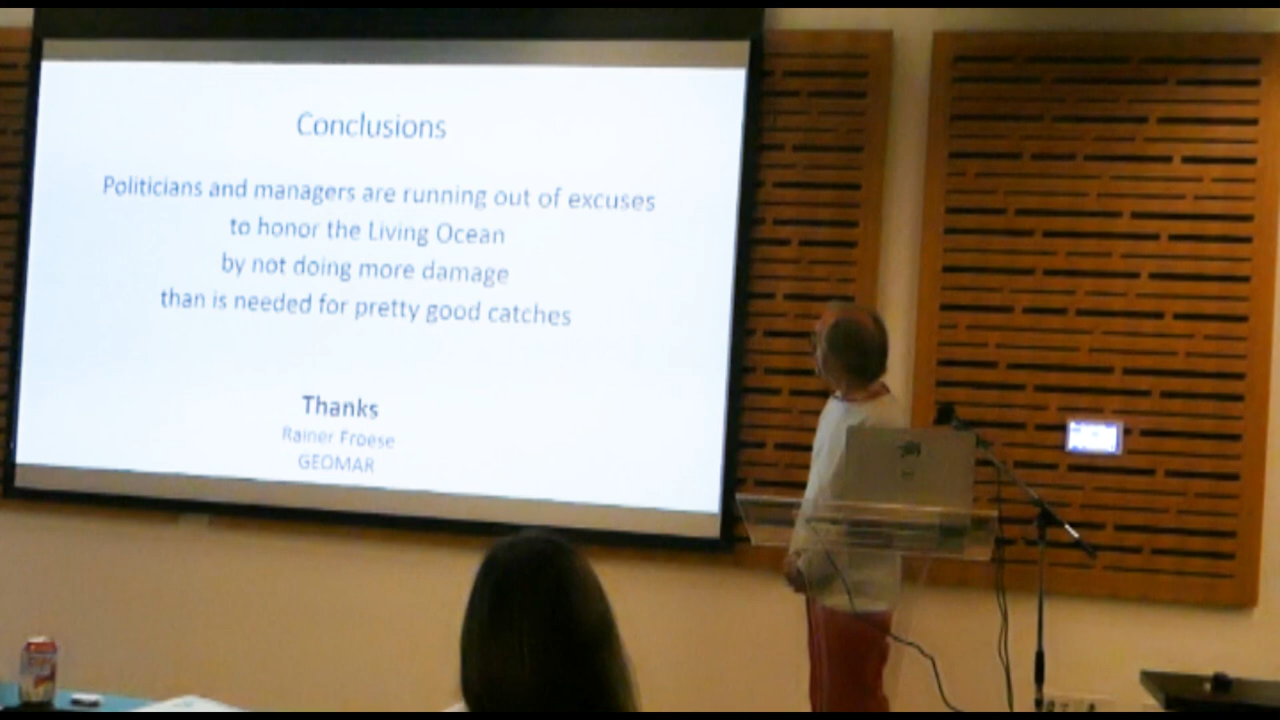 Conclusions
Politicians and managers are running out of excuses
to honor the Living Ocean
by not doing more damage
than is needed for pretty good catches
Thanks
Rainer Froese
GEOMAR